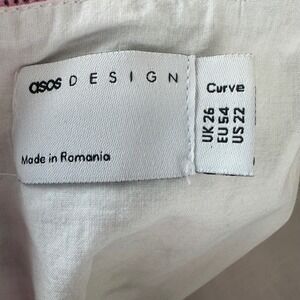 asos DESIGN
Made in Romania
Curve
UK 26
EU 54
US 22